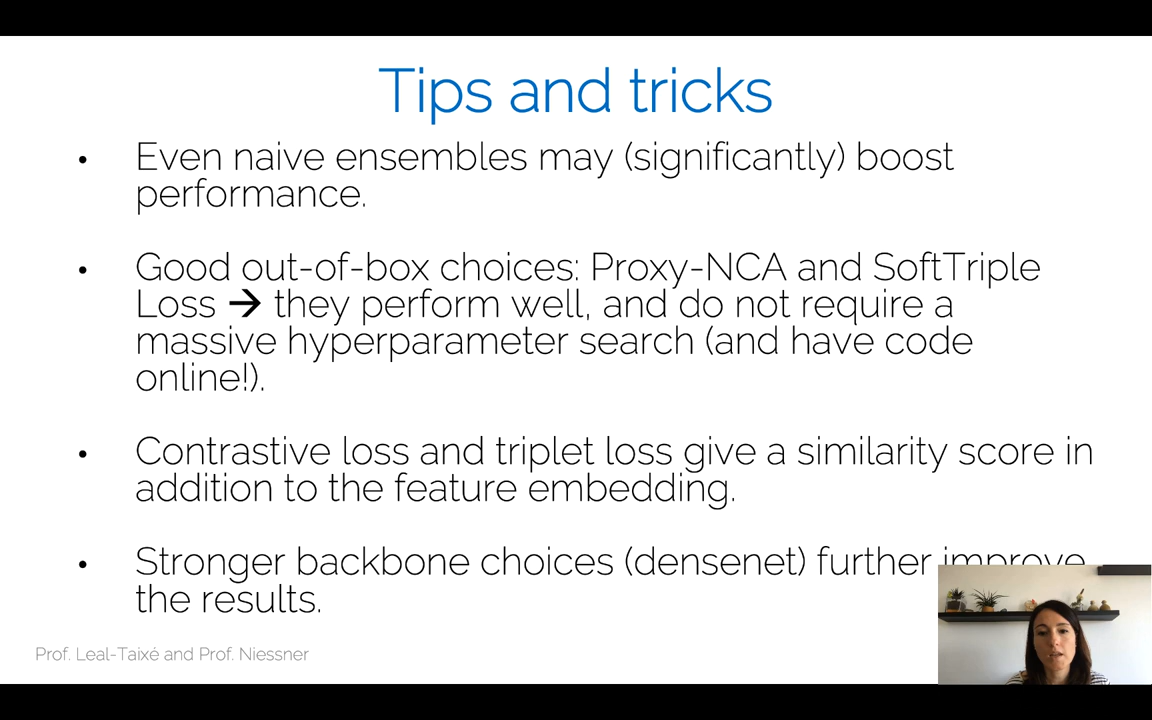 Tips and tricks
• Even naive ensembles may (significantly) boost
performance.
• Good out-of-box choices: Proxy-NCA and SoftTriple
Loss → they perform well, and do not require a
massive hyperparameter search (and have code
online!).
• Contrastive loss and triplet loss give a similarity score in
addition to the feature embedding.
• Stronger backbone choices (densenet) further improve
the results.
Prof. Leal-Taixé and Prof. Niessner